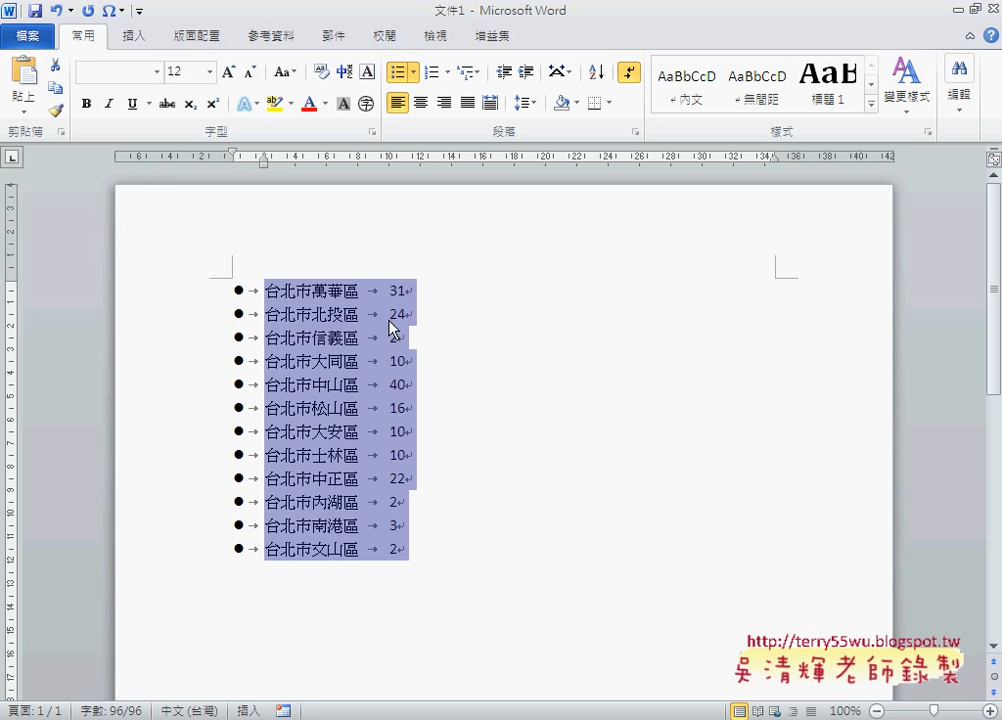 文件1 - Microsoft Word
檔案 常用 插入 版面配置 參考資料 郵件 校閱 檢視 增益集
貼上
12
AaBbCcD AaBbCcD AaBb
內文 無間距 標題 1
變更樣式 編輯
剪貼簿 字型 段落 樣式
台北市萬華區 → 31
台北市北投區 → 24
台北市信義區 → 2
台北市大同區 → 10
台北市中山區 → 40
台北市松山區 → 16
台北市大安區 → 10
台北市士林區 → 10
台北市中正區 → 22
台北市內湖區 → 2
台北市南港區 → 3
台北市文山區 → 2
http://terry55wu.blogspot.tw
吳清輝老師錄製
頁面: 1 / 1 字數: 96/96 中文 (台灣) 插入 100%